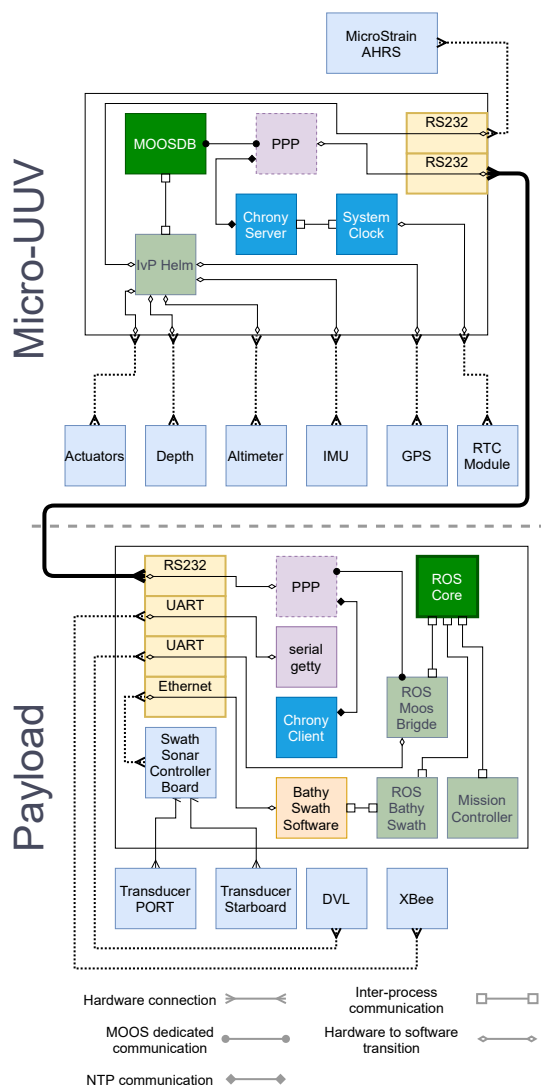 MicroStrain
AHRS
Micro-UUV
RS232
MOOSDB
PPP
RS232
Chrony
Server
System
Clock
IvP Helm
Actuators
Depth
Altimeter
IMU
GPS
RTC
Module
Payload
RS232
PPP
ROS
Core
UART
UART
serial
getty
Ethernet
ROS
Moos
Brigde
Chrony
Client
Swath
Sonar
Controller
Board
Bathy
Swath
Software
ROS
Bathy
Swath
Mission
Controller
Transducer
PORT
Transducer
Starboard
DVL
XBee
Hardware connection
Inter-process
communication
MOOS dedicated
communication
Hardware to software
transition
NTP communication